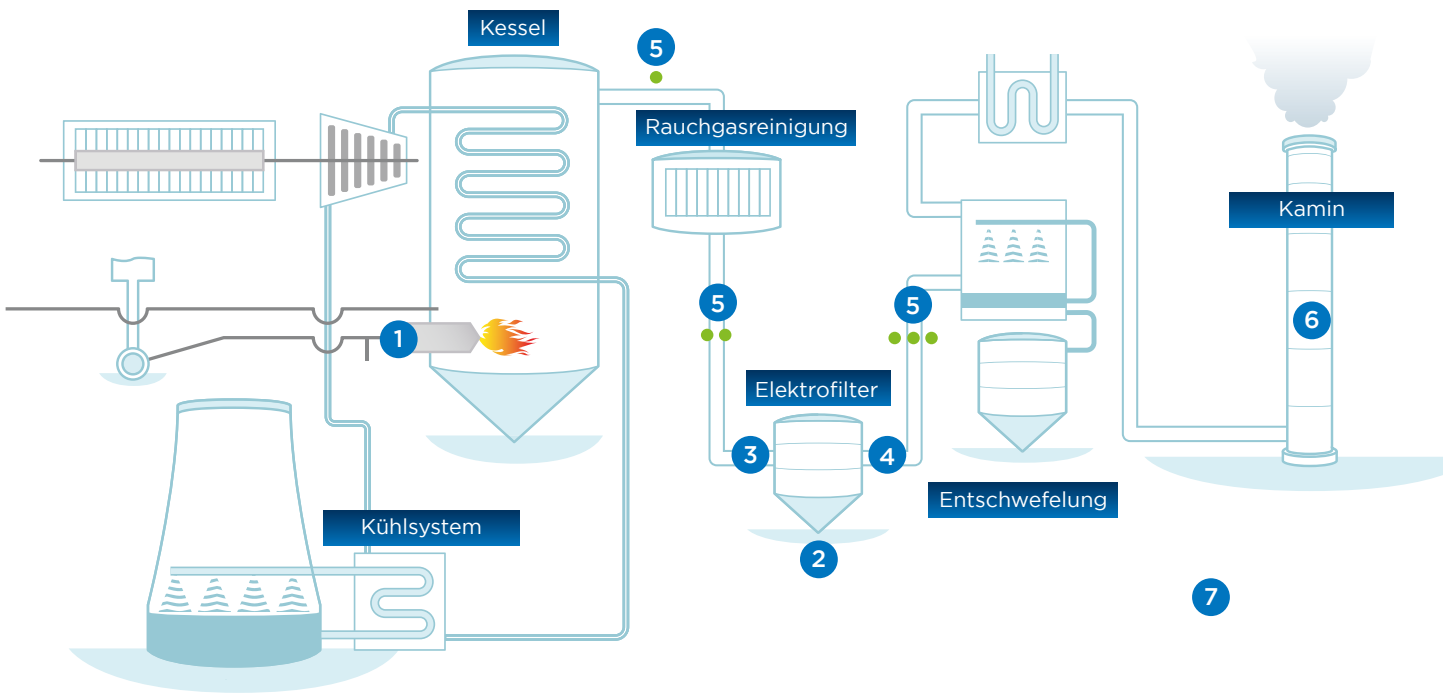 Kessel
5
Rauchgasreinigung
Kamin
5
5
6
1
Elektrofilter
3
4
Entschwefelung
Kühlsystem
2
7